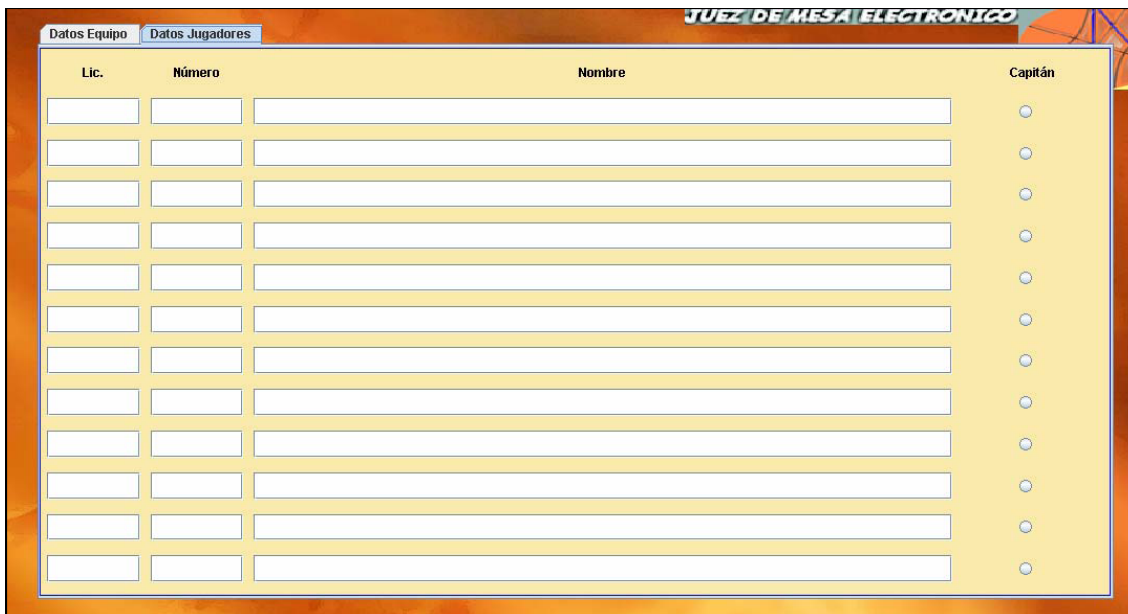 JUEZ DE MESA ELECTRONICO
Datos Equipo Datos Jugadores
Lic. Número Nombre Capitán